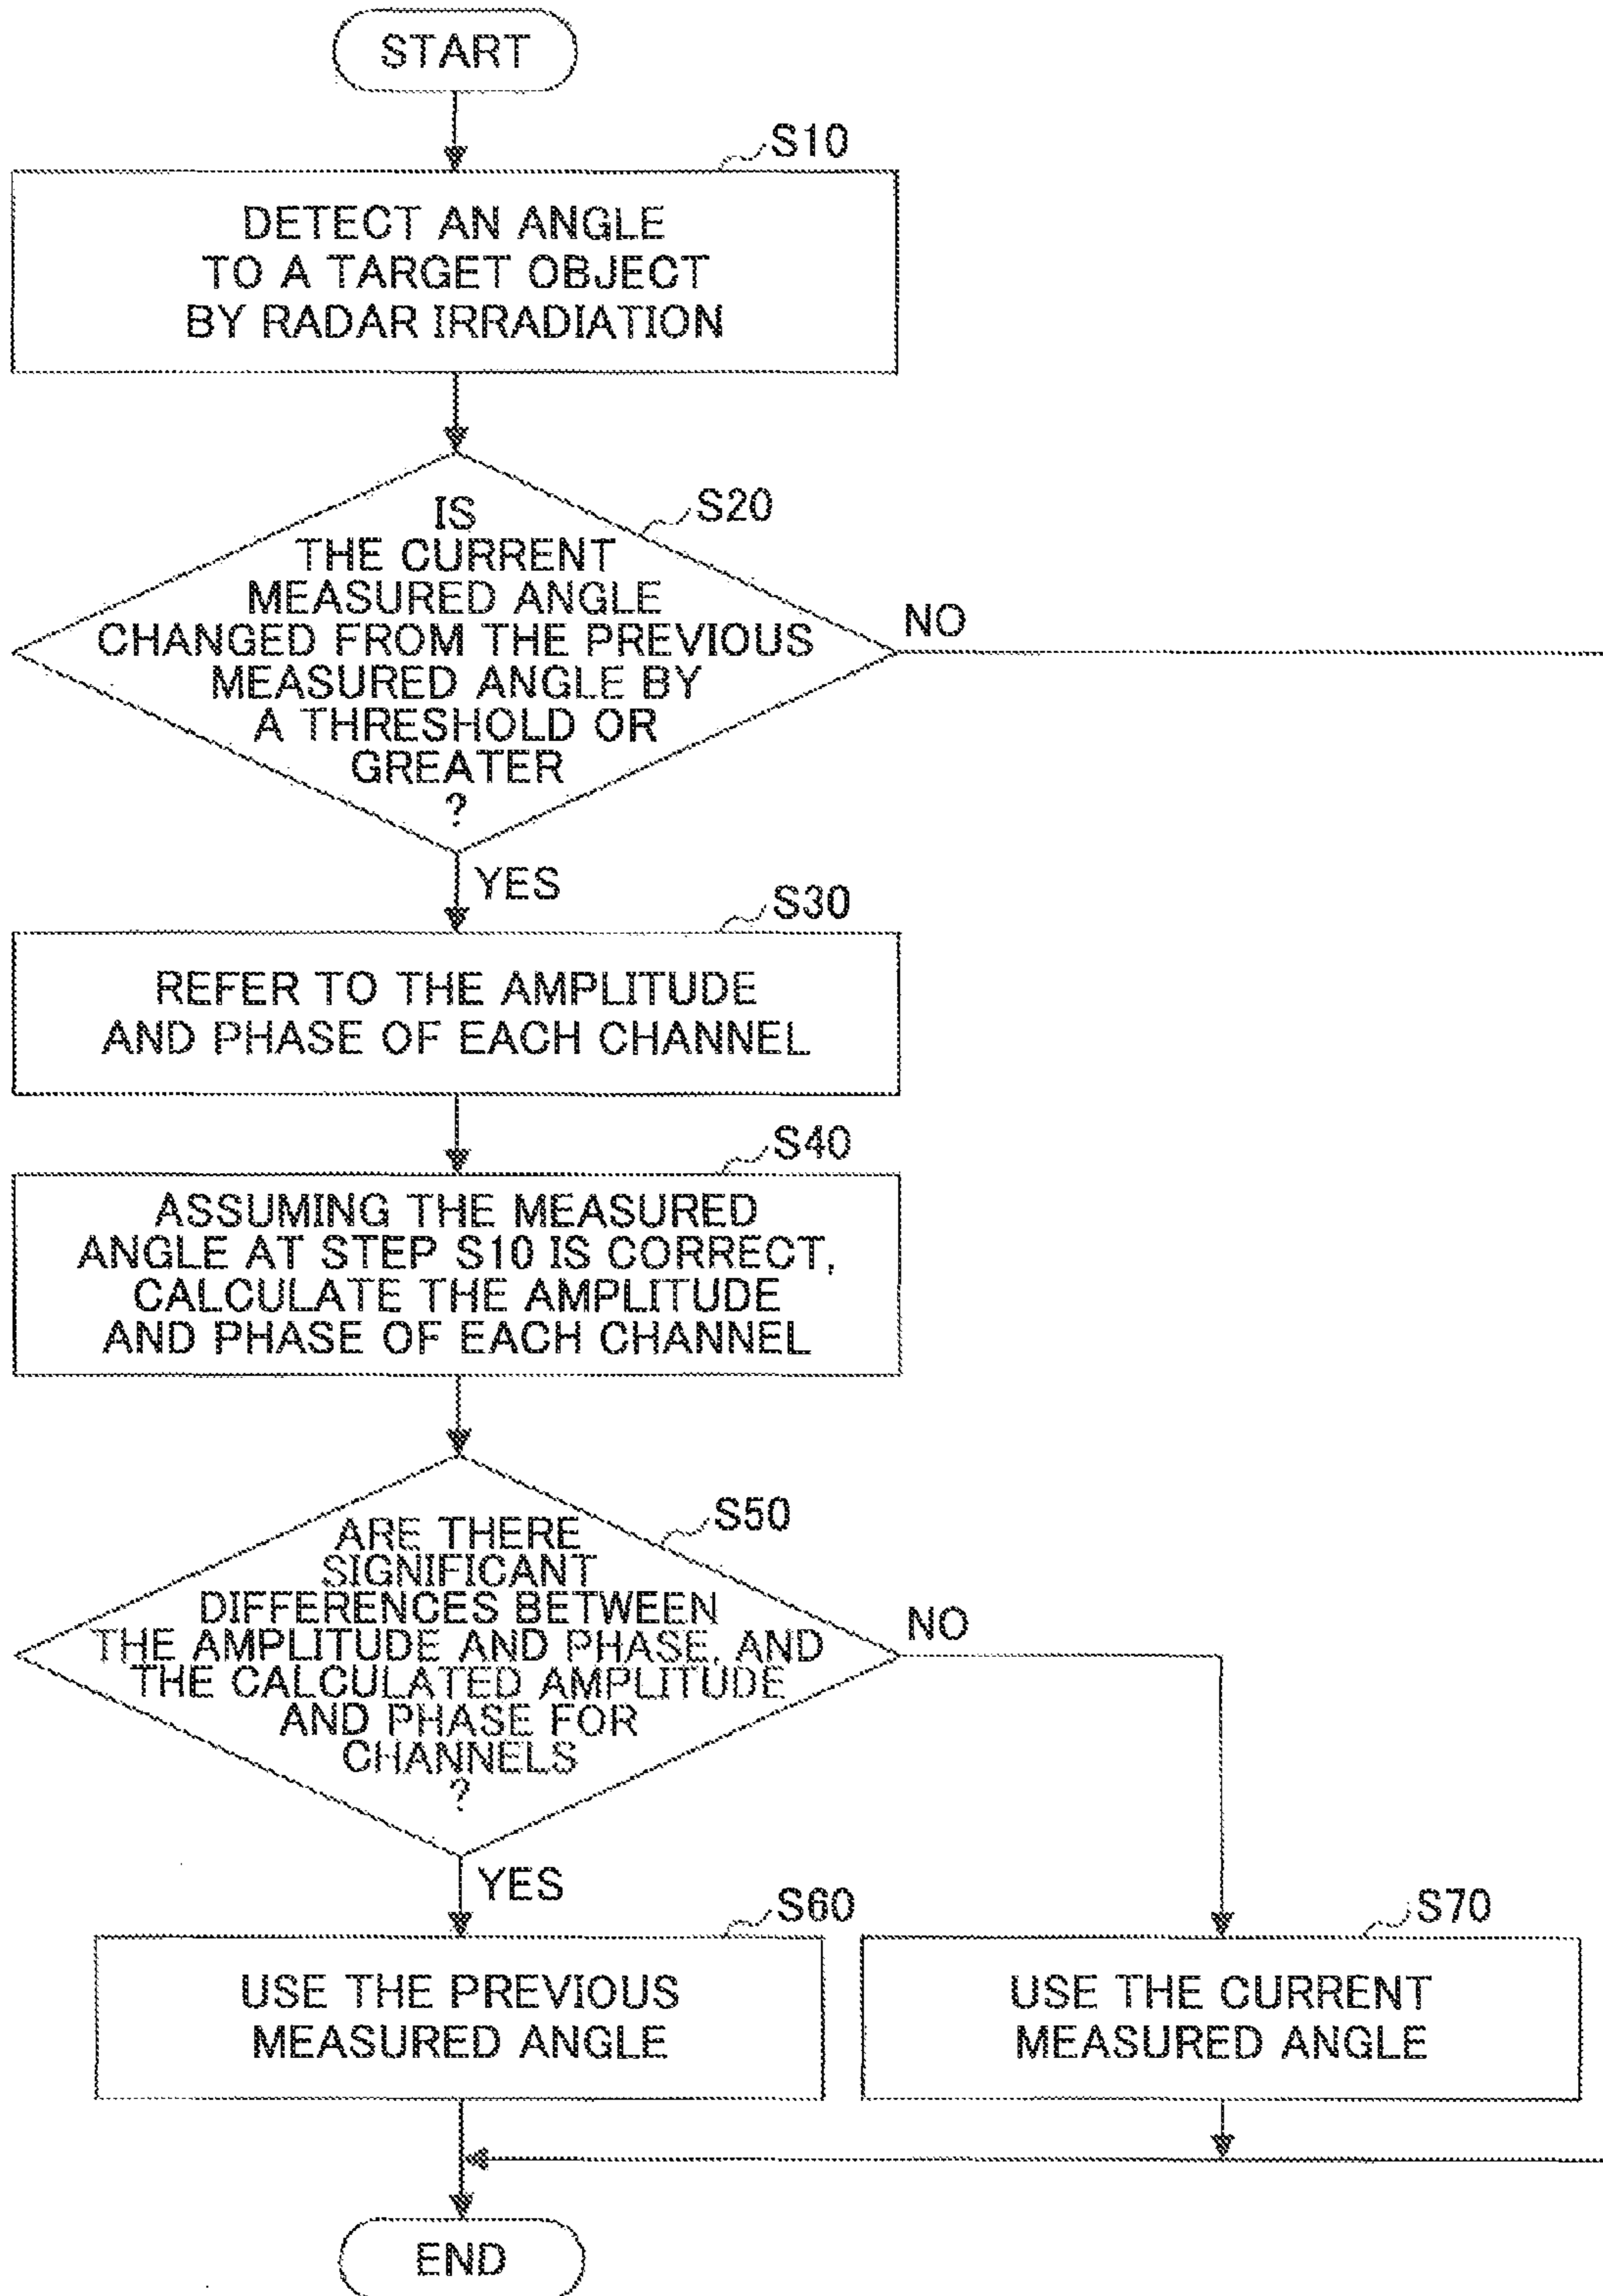 START
S10
DETECT AN ANGLE
TO A TARGET OBJECT
BY RADAR IRRADIATION
S20
IS
THE CURRENT
MEASURED ANGLE
CHANGED FROM THE PREVIOUS
MEASURED ANGLE BY
A THRESHOLD OR
GREATER
?
NO
YES
S30
REFER TO THE AMPLITUDE
AND PHASE OF EACH CHANNEL
S40
ASSUMING THE MEASURED
ANGLE AT STEP S10 IS CORRECT,
CALCULATE THE AMPLITUDE
AND PHASE OF EACH CHANNEL
S50
ARE THERE
SIGNIFICANT
DIFFERENCES BETWEEN
THE AMPLITUDE AND PHASE, AND
THE CALCULATED AMPLITUDE
AND PHASE FOR
CHANNELS
?
NO
YES
S60
USE THE PREVIOUS
MEASURED ANGLE
S70
USE THE CURRENT
MEASURED ANGLE
END